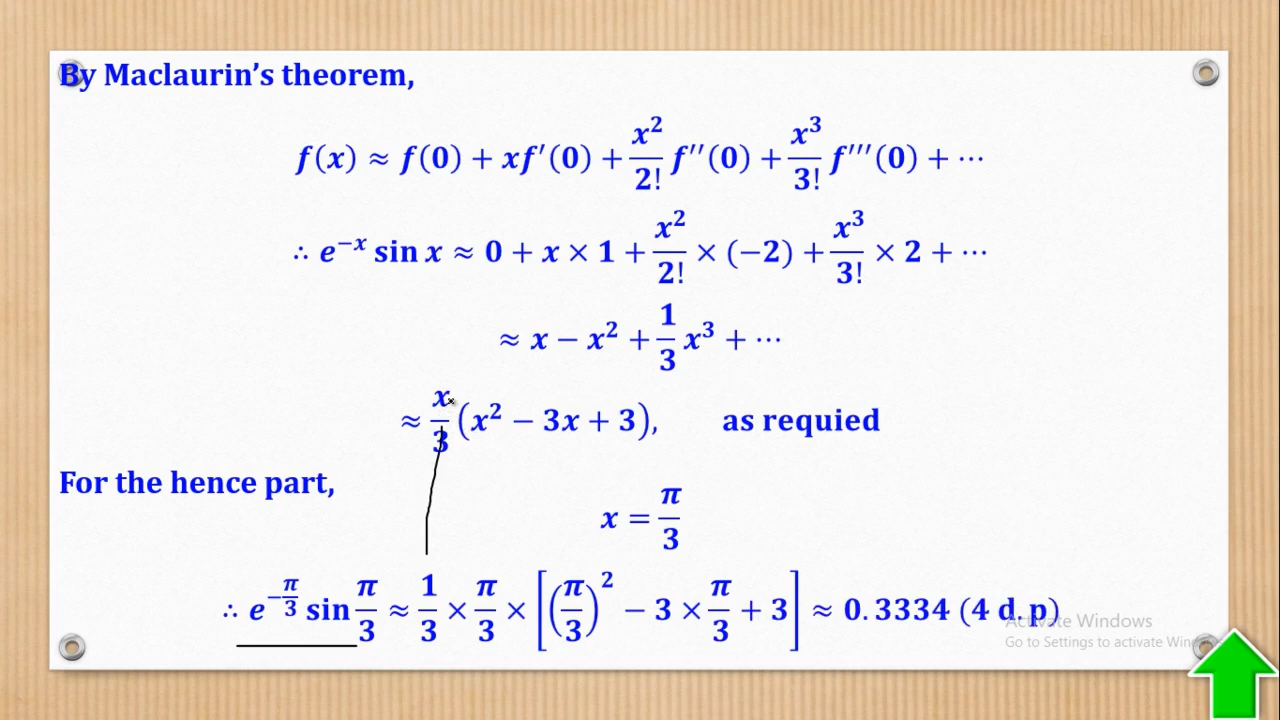 By Maclaurin's theorem,
f(x) ≈ f(0) + xf′(0) + x²/2! f″(0) + x³/3! f‴(0) + ⋯
∴ e⁻ˣ sin x ≈ 0 + x × 1 + x²/2! × (−2) + x³/3! × 2 + ⋯
≈ x − x² + 1/3 x³ + ⋯
≈ x/3 (x² − 3x + 3), as requied
For the hence part,
x = π/3
∴ e^(−π/3) sin π/3 ≈ 1/3 × π/3 × [(π/3)² − 3 × π/3 + 3] ≈ 0.3334 (4 d.p)
Activate Windows
Go to Settings to activate Win